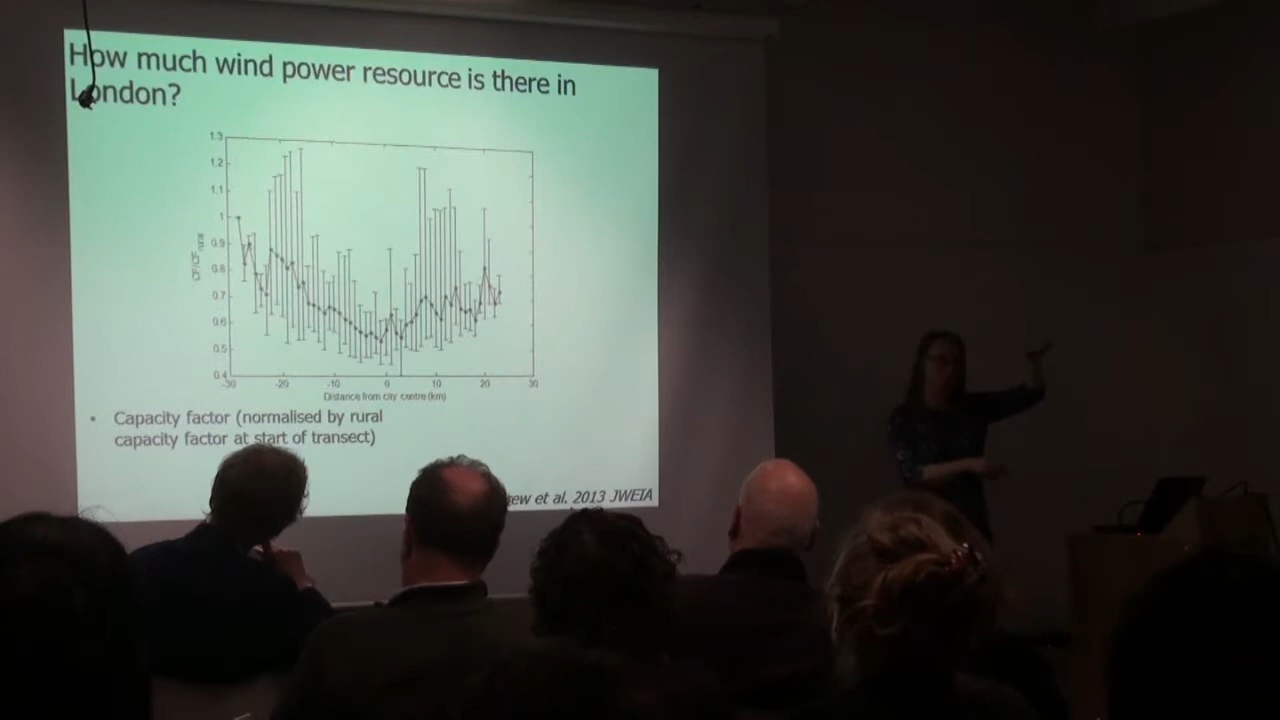 How much wind power resource is there in
London?
1.3
1.2
1.1
1
0.9
0.8
0.7
0.6
0.5
0.4
CF/CFrural
-30 -20 -10 0 10 20 30
Distance from city centre (km)
• Capacity factor (normalised by rural
capacity factor at start of transect)
et al. 2013 JWEIA